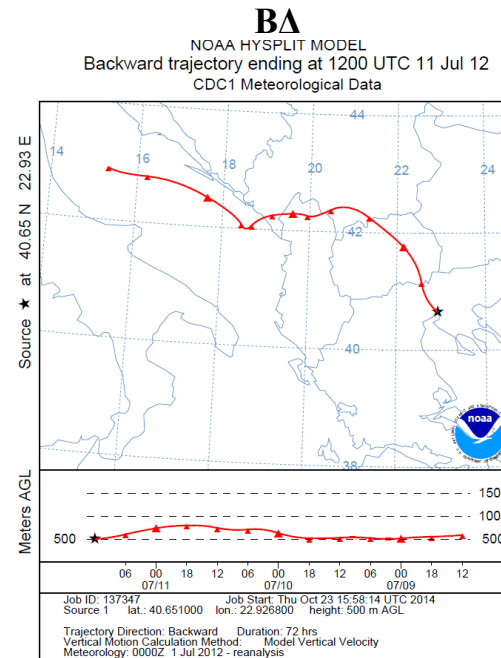 ΒΔ
NOAA HYSPLIT MODEL
Backward trajectory ending at 1200 UTC 11 Jul 12
CDC1 Meteorological Data
Source ★ at 40.65 N 22.93 E
14
16
18
20
22
24
44
42
40
38
noaa
Meters AGL
1500
1000
500
500
06 18 12 06 18 12 06 18 12
00 00 00
07/11 07/10 07/09
Job ID: 137347 Job Start: Thu Oct 23 15:58:14 UTC 2014
Source 1 lat.: 40.651000 lon.: 22.926800 height: 500 m AGL
Trajectory Direction: Backward Duration: 72 hrs
Vertical Motion Calculation Method: Model Vertical Velocity
Meteorology: 0000Z 1 Jul 2012 - reanalysis